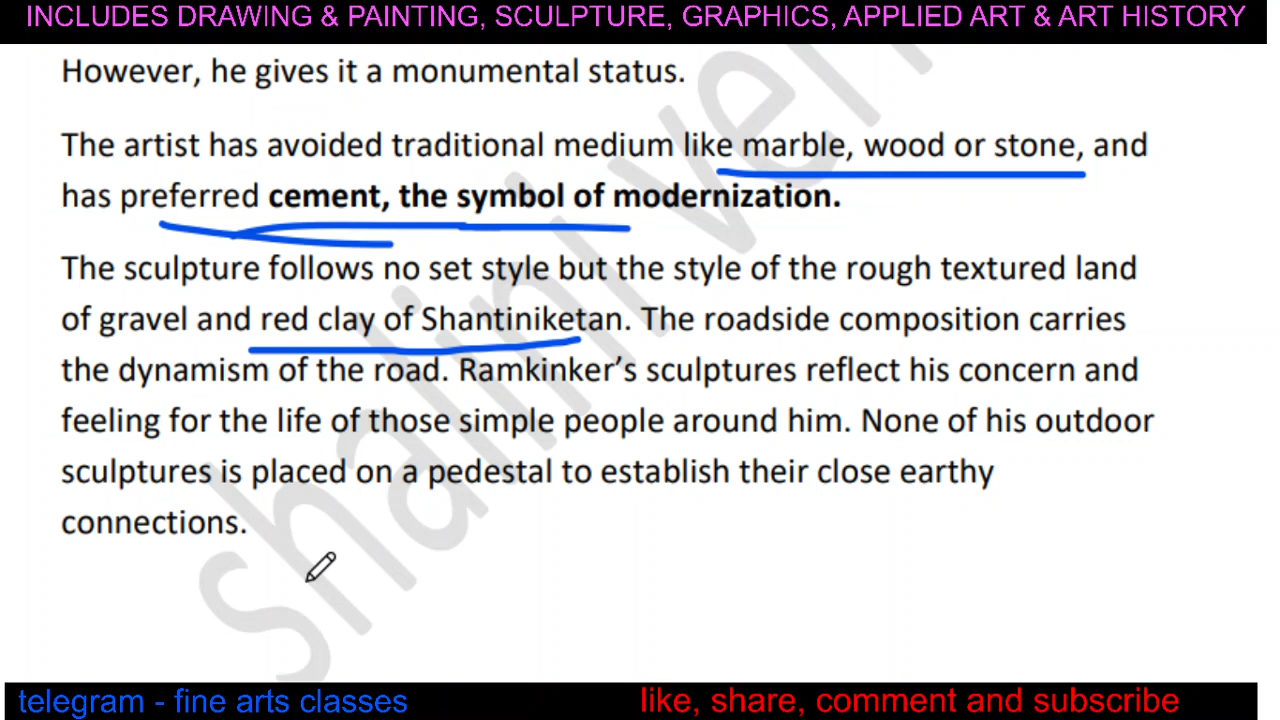 INCLUDES DRAWING & PAINTING, SCULPTURE, GRAPHICS, APPLIED ART & ART HISTORY
However, he gives it a monumental status.
The artist has avoided traditional medium like marble, wood or stone, and
has preferred cement, the symbol of modernization.
The sculpture follows no set style but the style of the rough textured land
of gravel and red clay of Shantiniketan. The roadside composition carries
the dynamism of the road. Ramkinker’s sculptures reflect his concern and
feeling for the life of those simple people around him. None of his outdoor
sculptures is placed on a pedestal to establish their close earthy
connections.
shalini
telegram - fine arts classes
like, share, comment and subscribe